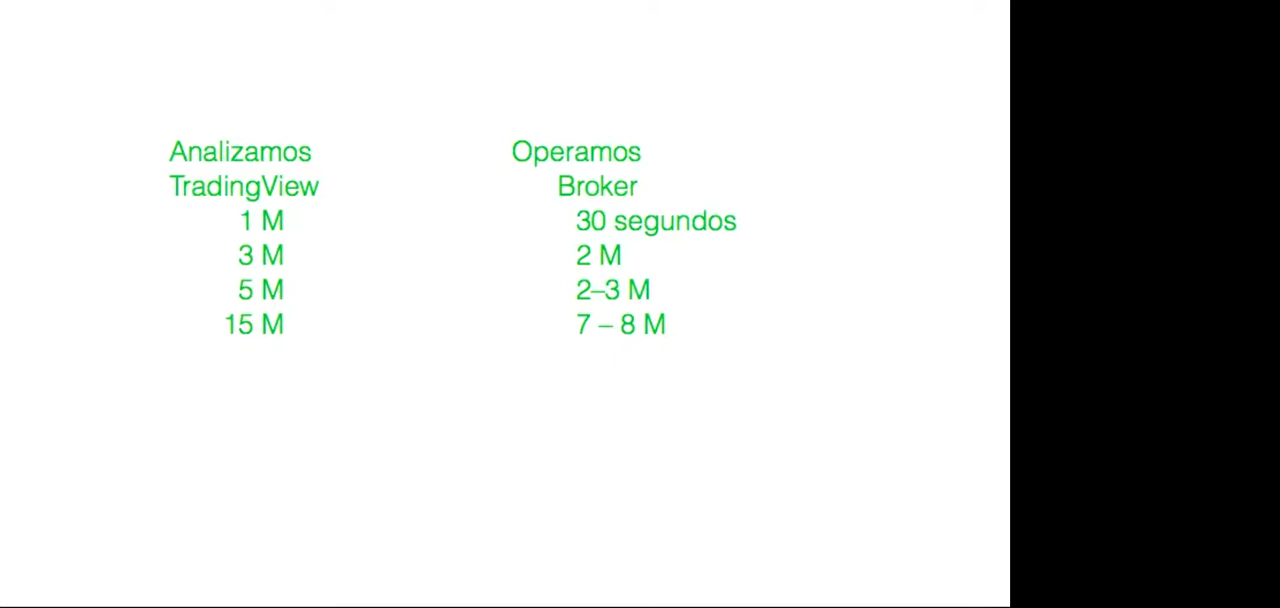 Analizamos Operamos
TradingView Broker
1 M 30 segundos
3 M 2 M
5 M 2–3 M
15 M 7 – 8 M